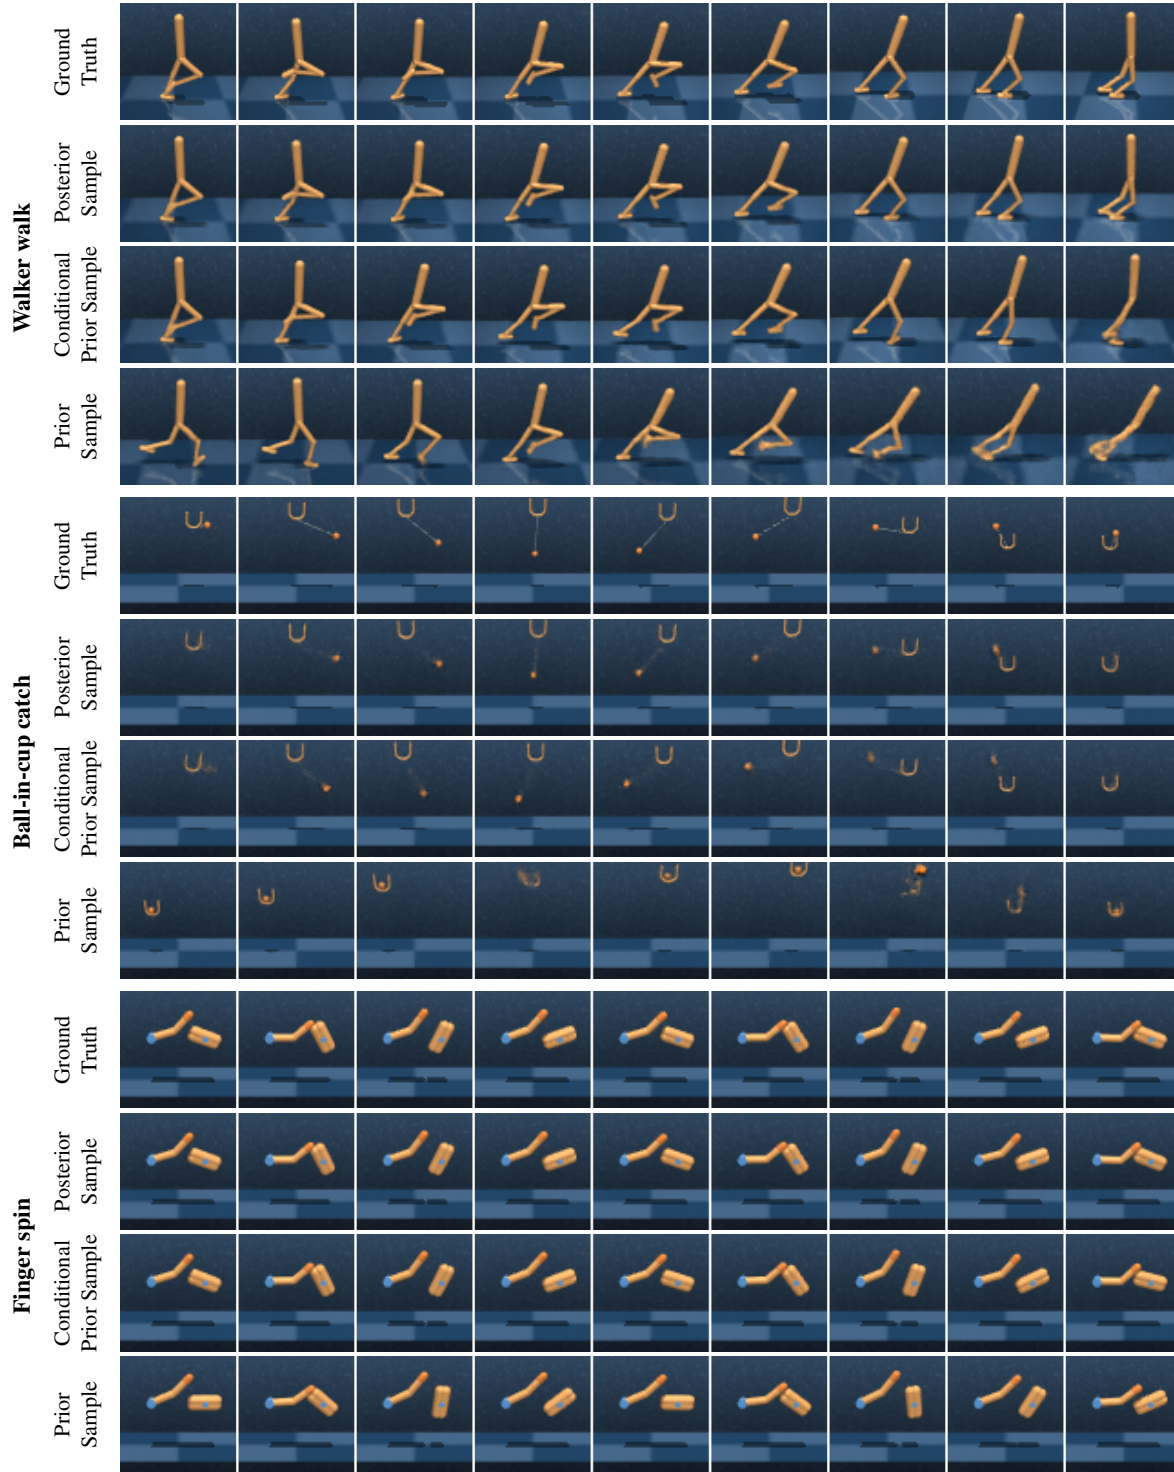 Walker walk
Ground
Truth
Posterior
Sample
Conditional
Prior Sample
Prior
Sample
Ball-in-cup catch
Ground
Truth
Posterior
Sample
Conditional
Prior Sample
Prior
Sample
Finger spin
Ground
Truth
Posterior
Sample
Conditional
Prior Sample
Prior
Sample